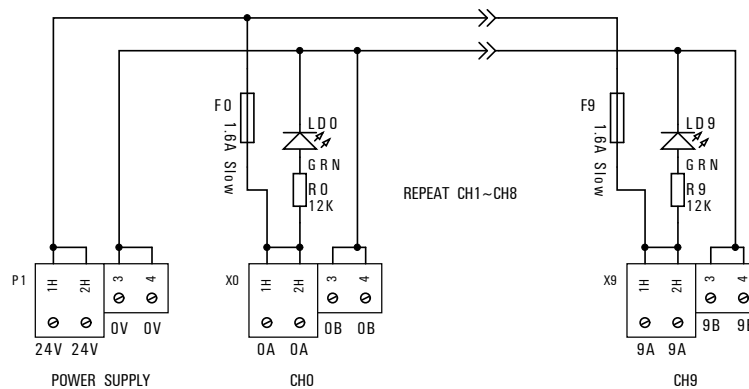 F0
1.6A Slow
LD0
GRN
R0
12K
F9
1.6A Slow
LD9
GRN
R9
12K
REPEAT CH1~CH8
P1
1H
2H
3
4
0V
0V
24V
24V
POWER SUPPLY
X0
1H
2H
3
4
0B
0B
0A
0A
CH0
X9
1H
2H
3
4
9B
9B
9A
9A
CH9